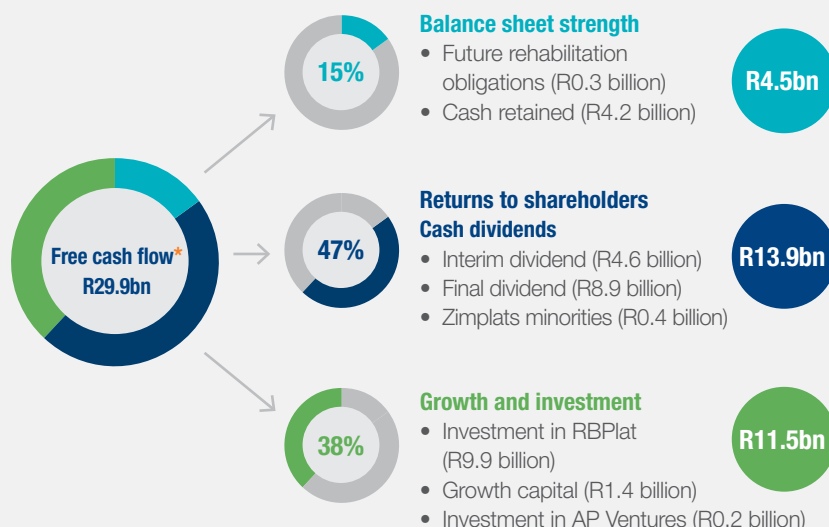 Free cash flow*
R29.9bn
15%
Balance sheet strength
• Future rehabilitation
obligations (R0.3 billion)
• Cash retained (R4.2 billion)
R4.5bn
47%
Returns to shareholders
Cash dividends
• Interim dividend (R4.6 billion)
• Final dividend (R8.9 billion)
• Zimplats minorities (R0.4 billion)
R13.9bn
38%
Growth and investment
• Investment in RBPlat
(R9.9 billion)
• Growth capital (R1.4 billion)
• Investment in AP Ventures (R0.2 billion)
R11.5bn